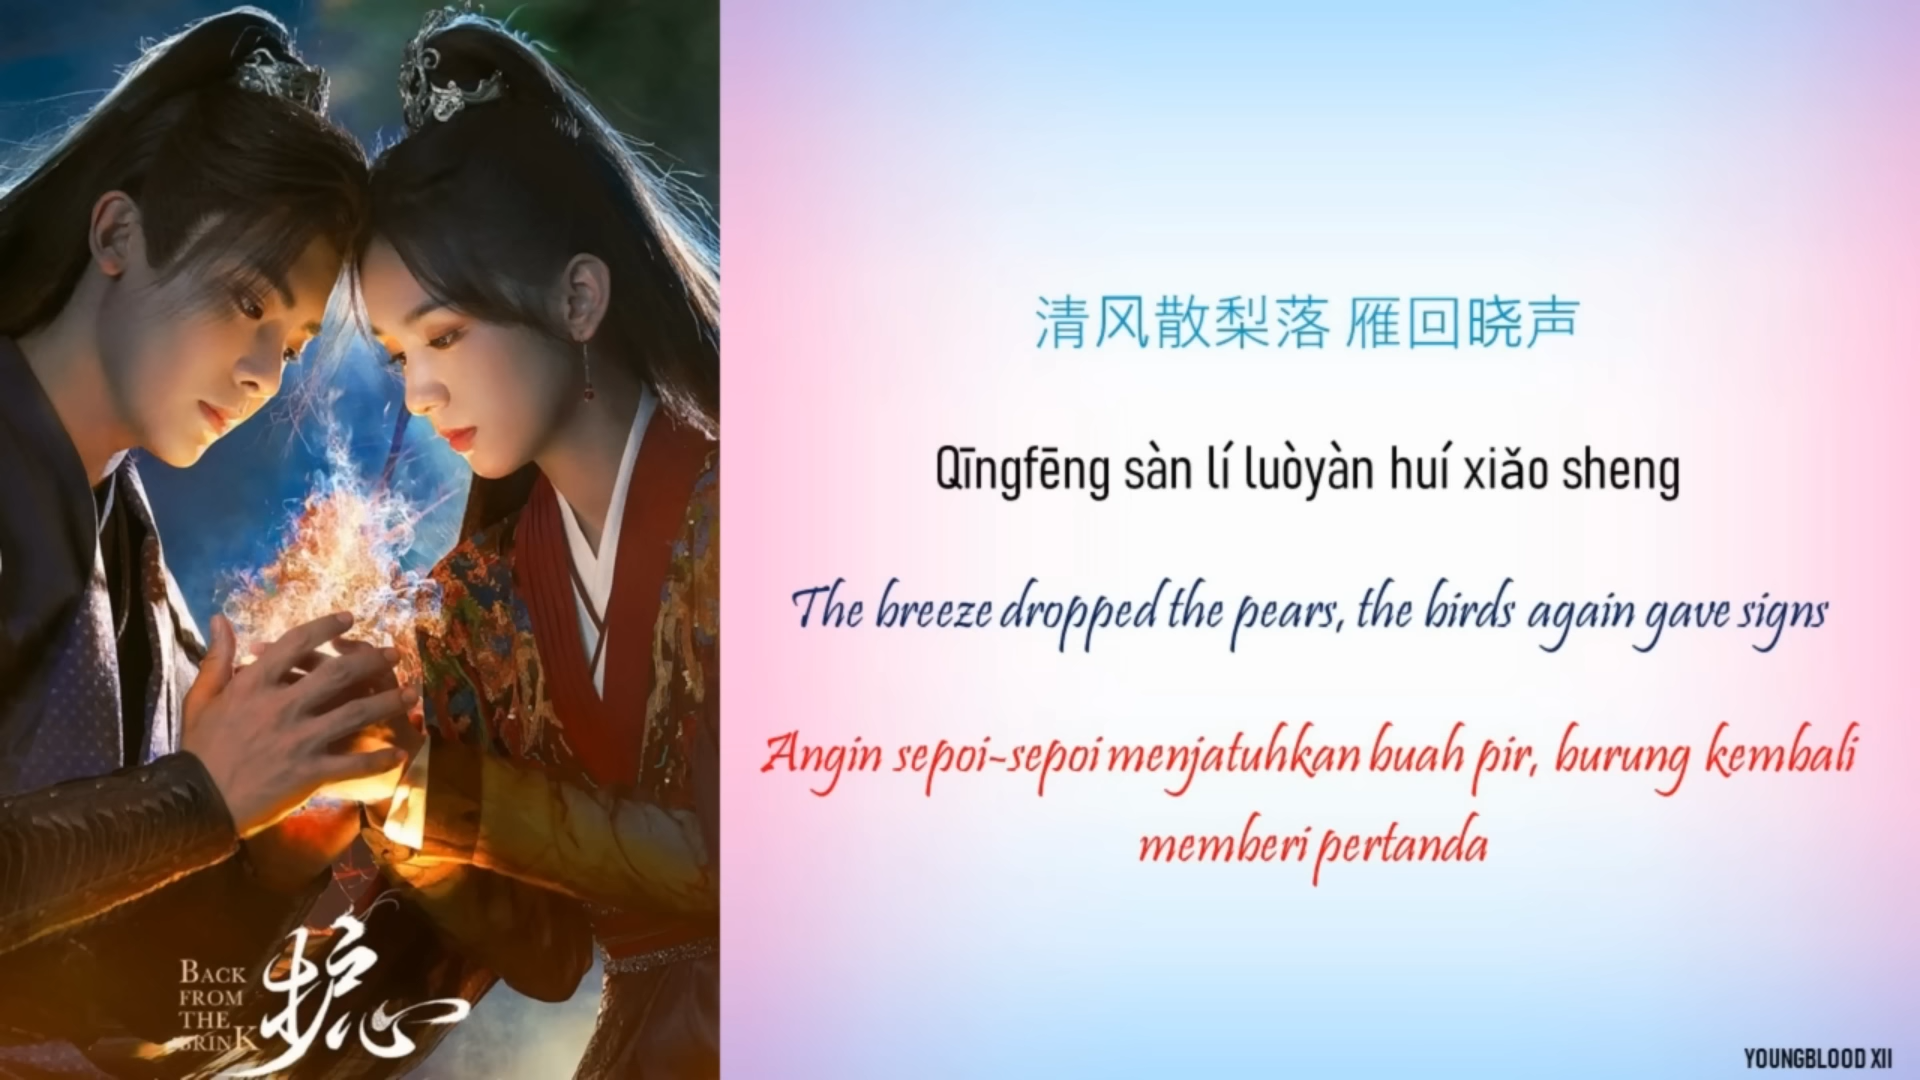 清风散梨落 雁回晓声
Qīngfēng sàn lí luòyàn huí xiǎo sheng
The breeze dropped the pears, the birds again gave signs
Angin sepoi-sepoi menjatuhkan buah pir, burung kembali
memberi pertanda
BACK
FROM
THE
BRINK
护心
YOUNGBLOOD XII